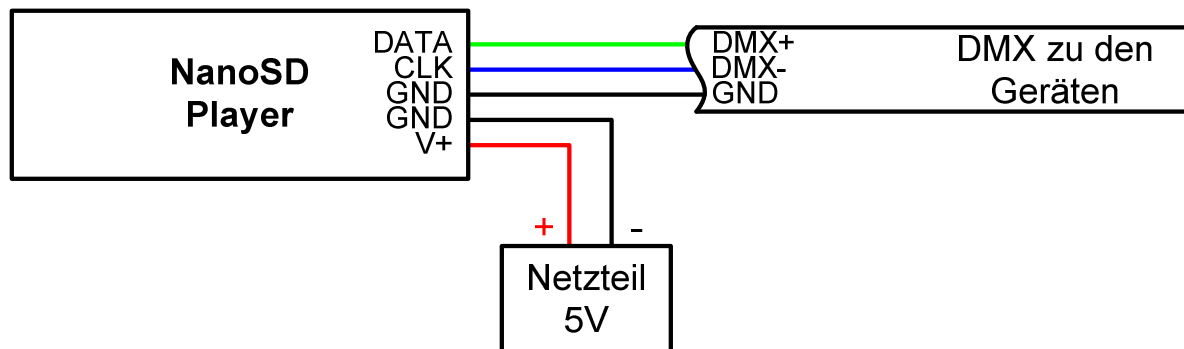 NanoSD
Player
DATA
CLK
GND
GND
V+
DMX+
DMX-
GND
DMX zu den
Geräten
+
-
Netzteil
5V